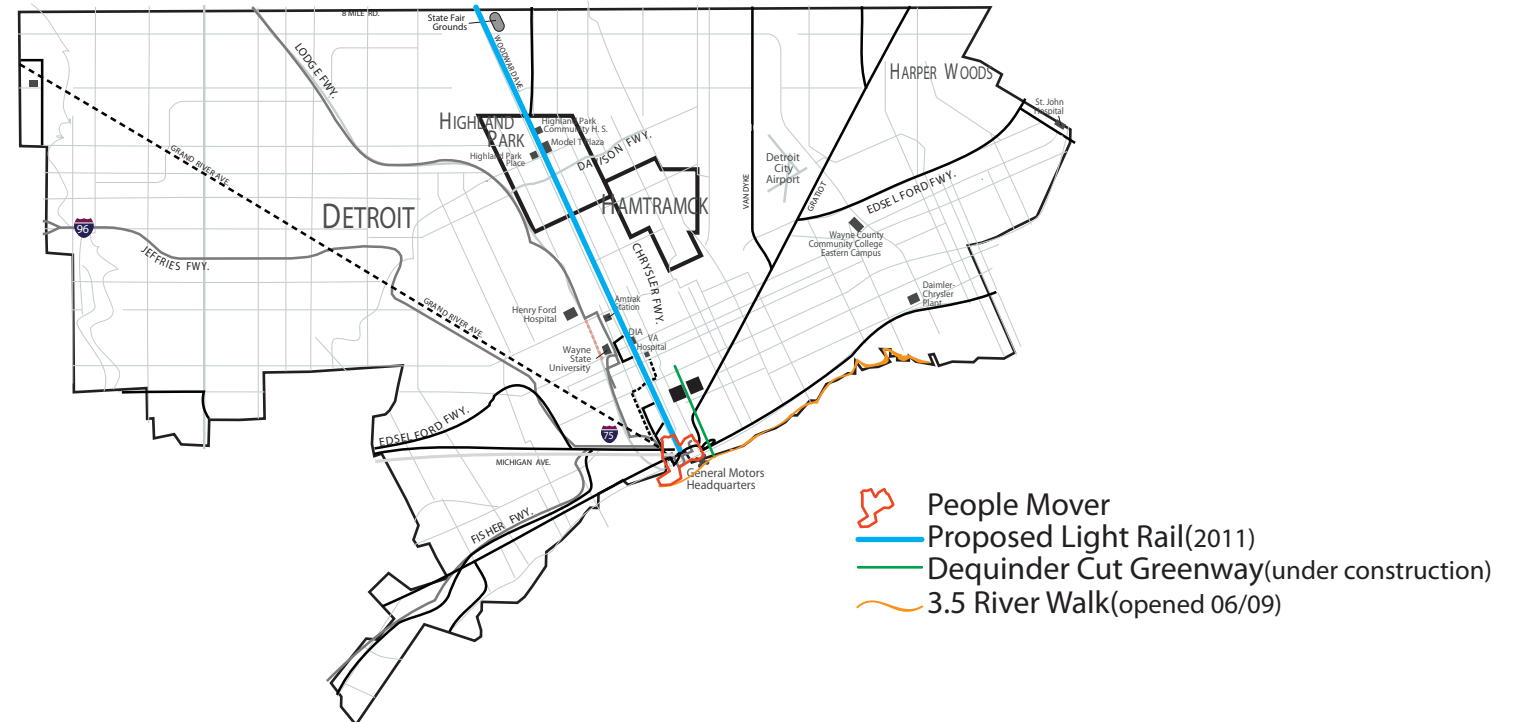 8 MILE RD.
State Fair
Grounds
LODGE FWY.
WOODWARD AVE.
HARPER WOODS
St. John
Hospital
HIGHLAND
PARK
Highland Park
Community H. S.
Model T Plaza
Highland Park
Place
DAVISON FWY.
GRAND RIVER AVE.
Detroit
City
Airport
VAN DYKE
GRATIOT
EDSEL FORD FWY.
DETROIT
HAMTRAMCK
96
JEFFRIES FWY.
Wayne County
Community College
Eastern Campus
CHRYSLER FWY.
Daimler-
Chrysler
Plant
GRAND RIVER AVE.
Henry Ford
Hospital
Amtrak
Station
DIA
VA
Hospital
Wayne
State
University
EDSEL FORD FWY.
75
MICHIGAN AVE.
General Motors
Headquarters
FISHER FWY.
People Mover
Proposed Light Rail(2011)
Dequinder Cut Greenway(under construction)
3.5 River Walk(opened 06/09)